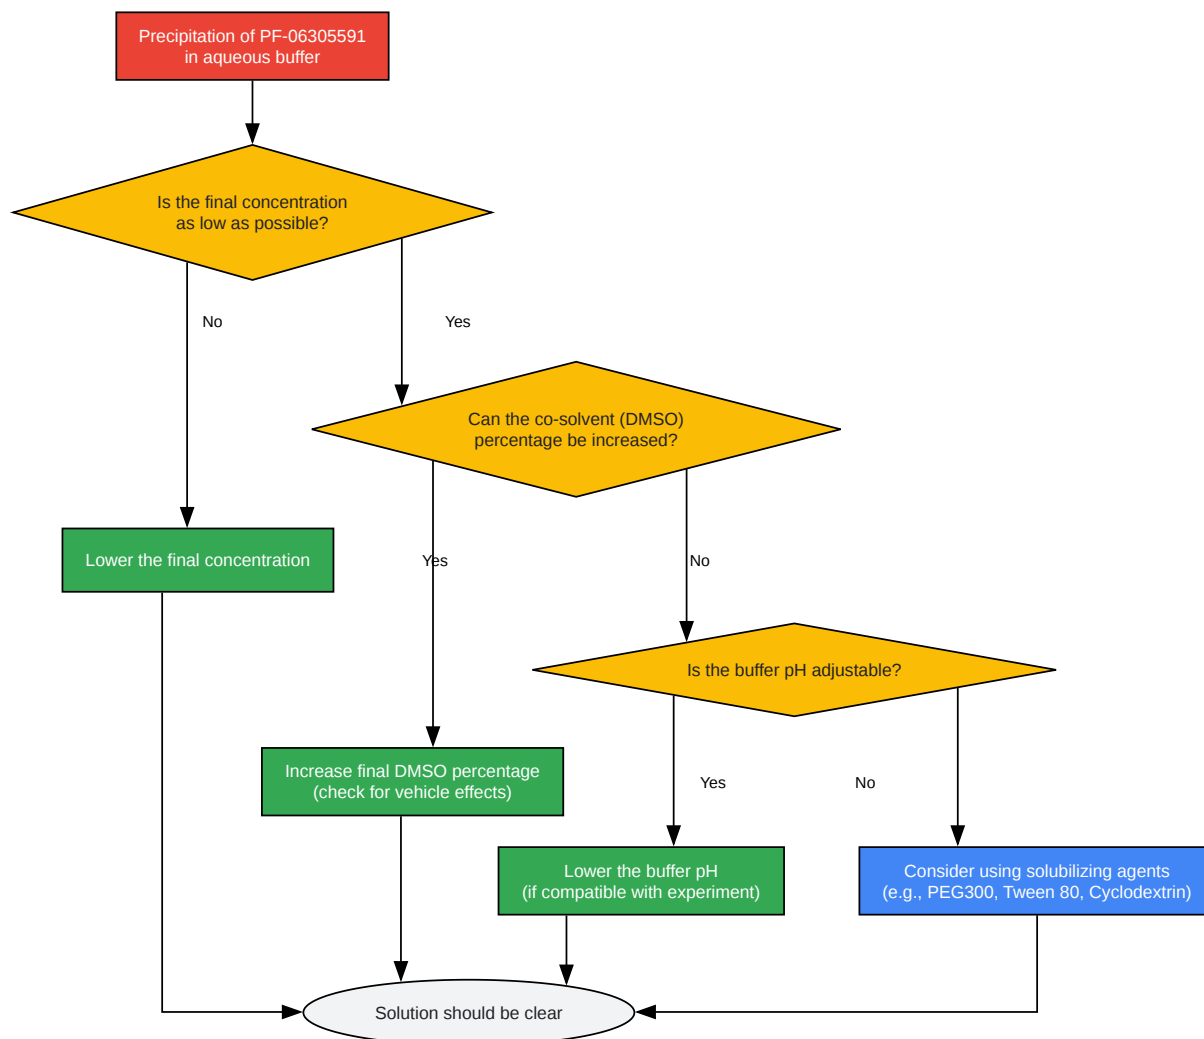 Precipitation of PF-06305591
in aqueous buffer
Is the final concentration
as low as possible?
No
Yes
Can the co-solvent (DMSO)
percentage be increased?
Lower the final concentration
Yes
No
Is the buffer pH adjustable?
Increase final DMSO percentage
(check for vehicle effects)
Yes
No
Lower the buffer pH
(if compatible with experiment)
Consider using solubilizing agents
(e.g., PEG300, Tween 80, Cyclodextrin)
Solution should be clear